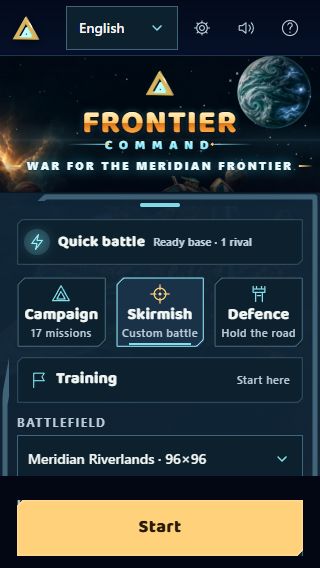 English
FRONTIER
COMMAND
WAR FOR THE MERIDIAN FRONTIER
Quick battle Ready base · 1 rival
Campaign
17 missions
Skirmish
Custom battle
Defence
Hold the road
Training Start here
BATTLEFIELD
Meridian Riverlands · 96×96
Start